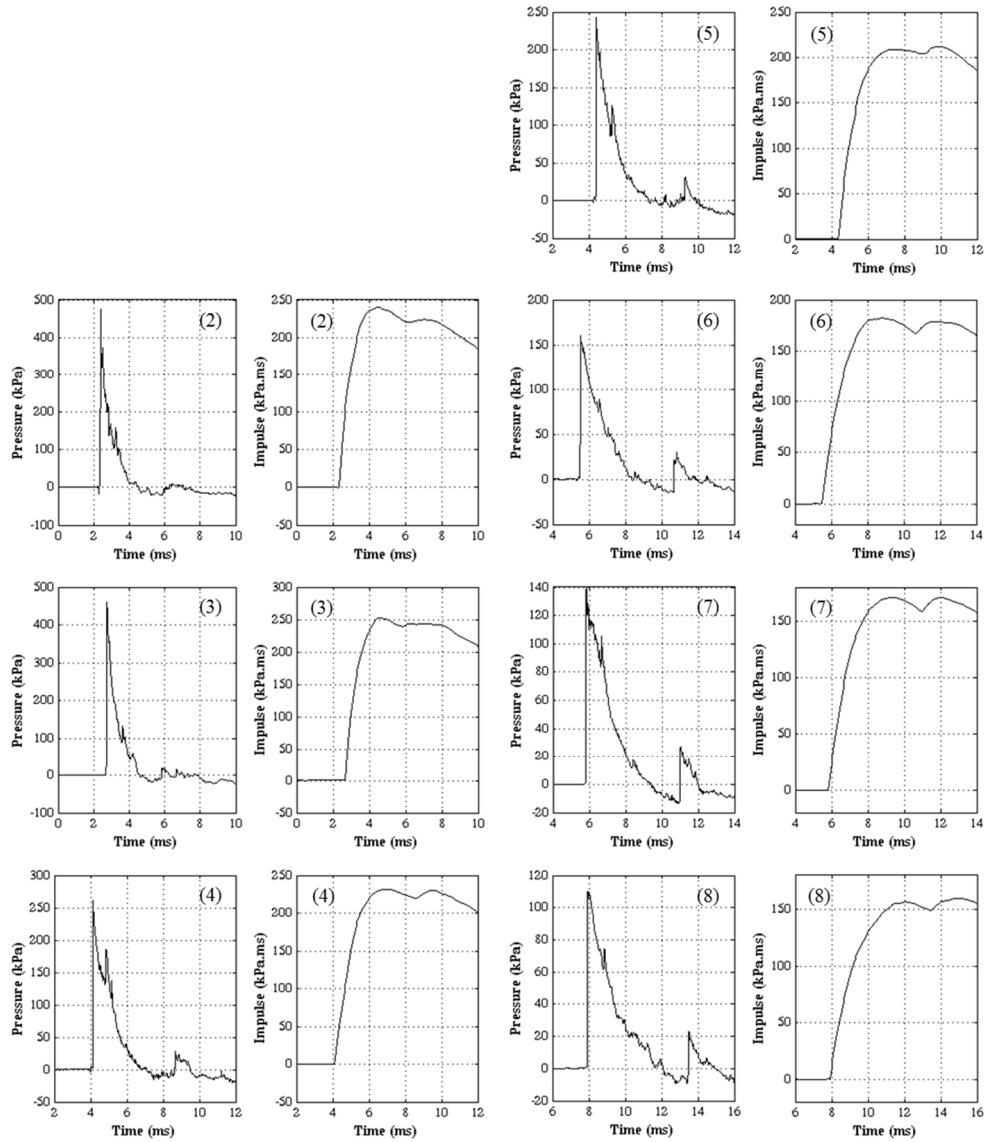 250
200
150
100
50
0
-50
Pressure (kPa)
(5)
2 4 6 8 10 12
Time (ms)
250
200
150
100
50
0
Impulse (kPa.ms)
(5)
2 4 6 8 10 12 14
Time (ms)
500
400
300
200
100
0
-100
Pressure (kPa)
(2)
0 2 4 6 8 10
Time (ms)
250
200
150
100
50
0
-50
Impulse (kPa.ms)
(2)
0 2 4 6 8 10
Time (ms)
200
150
100
50
0
-50
Pressure (kPa)
(6)
4 6 8 10 12 14
Time (ms)
200
150
100
50
0
Impulse (kPa.ms)
(6)
4 6 8 10 12 14
Time (ms)
500
400
300
200
100
0
-100
Pressure (kPa)
(3)
0 2 4 6 8 10
Time (ms)
300
250
200
150
100
50
0
-50
Impulse (kPa.ms)
(3)
0 2 4 6 8 10
Time (ms)
140
120
100
80
60
40
20
0
-20
Pressure (kPa)
(7)
4 6 8 10 12 14
Time (ms)
150
100
50
0
Impulse (kPa.ms)
(7)
4 6 8 10 12 14
Time (ms)
300
250
200
150
100
50
0
-50
Pressure (kPa)
(4)
2 4 6 8 10 12
Time (ms)
250
200
150
100
50
0
-50
Impulse (kPa.ms)
(4)
2 4 6 8 10 12
Time (ms)
120
100
80
60
40
20
0
-20
Pressure (kPa)
(8)
6 8 10 12 14 16
Time (ms)
150
100
50
0
Impulse (kPa.ms)
(8)
6 8 10 12 14 16
Time (ms)